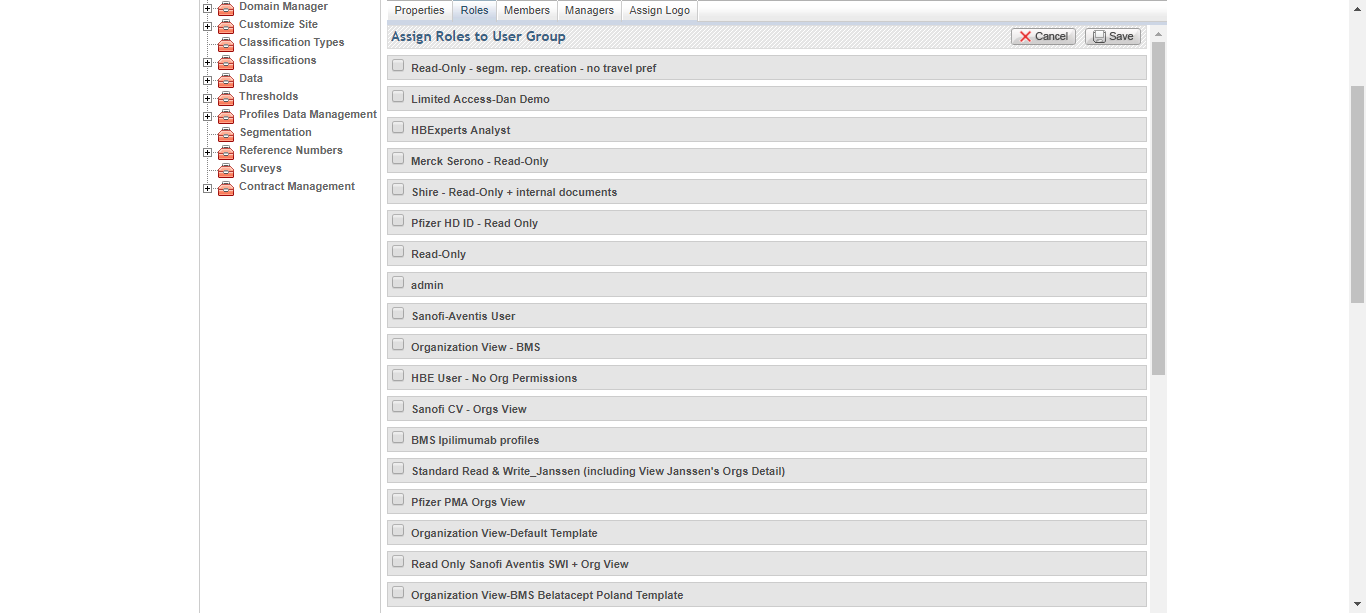 Domain Manager
Customize Site
Classification Types
Classifications
Data
Thresholds
Profiles Data Management
Segmentation
Reference Numbers
Surveys
Contract Management
Properties Roles Members Managers Assign Logo
Assign Roles to User Group Cancel Save
Read-Only - segm. rep. creation - no travel pref
Limited Access-Dan Demo
HBExperts Analyst
Merck Serono - Read-Only
Shire - Read-Only + internal documents
Pfizer HD ID - Read Only
Read-Only
admin
Sanofi-Aventis User
Organization View - BMS
HBE User - No Org Permissions
Sanofi CV - Orgs View
BMS Ipilimumab profiles
Standard Read & Write_Janssen (including View Janssen's Orgs Detail)
Pfizer PMA Orgs View
Organization View-Default Template
Read Only Sanofi Aventis SWI + Org View
Organization View-BMS Belatacept Poland Template